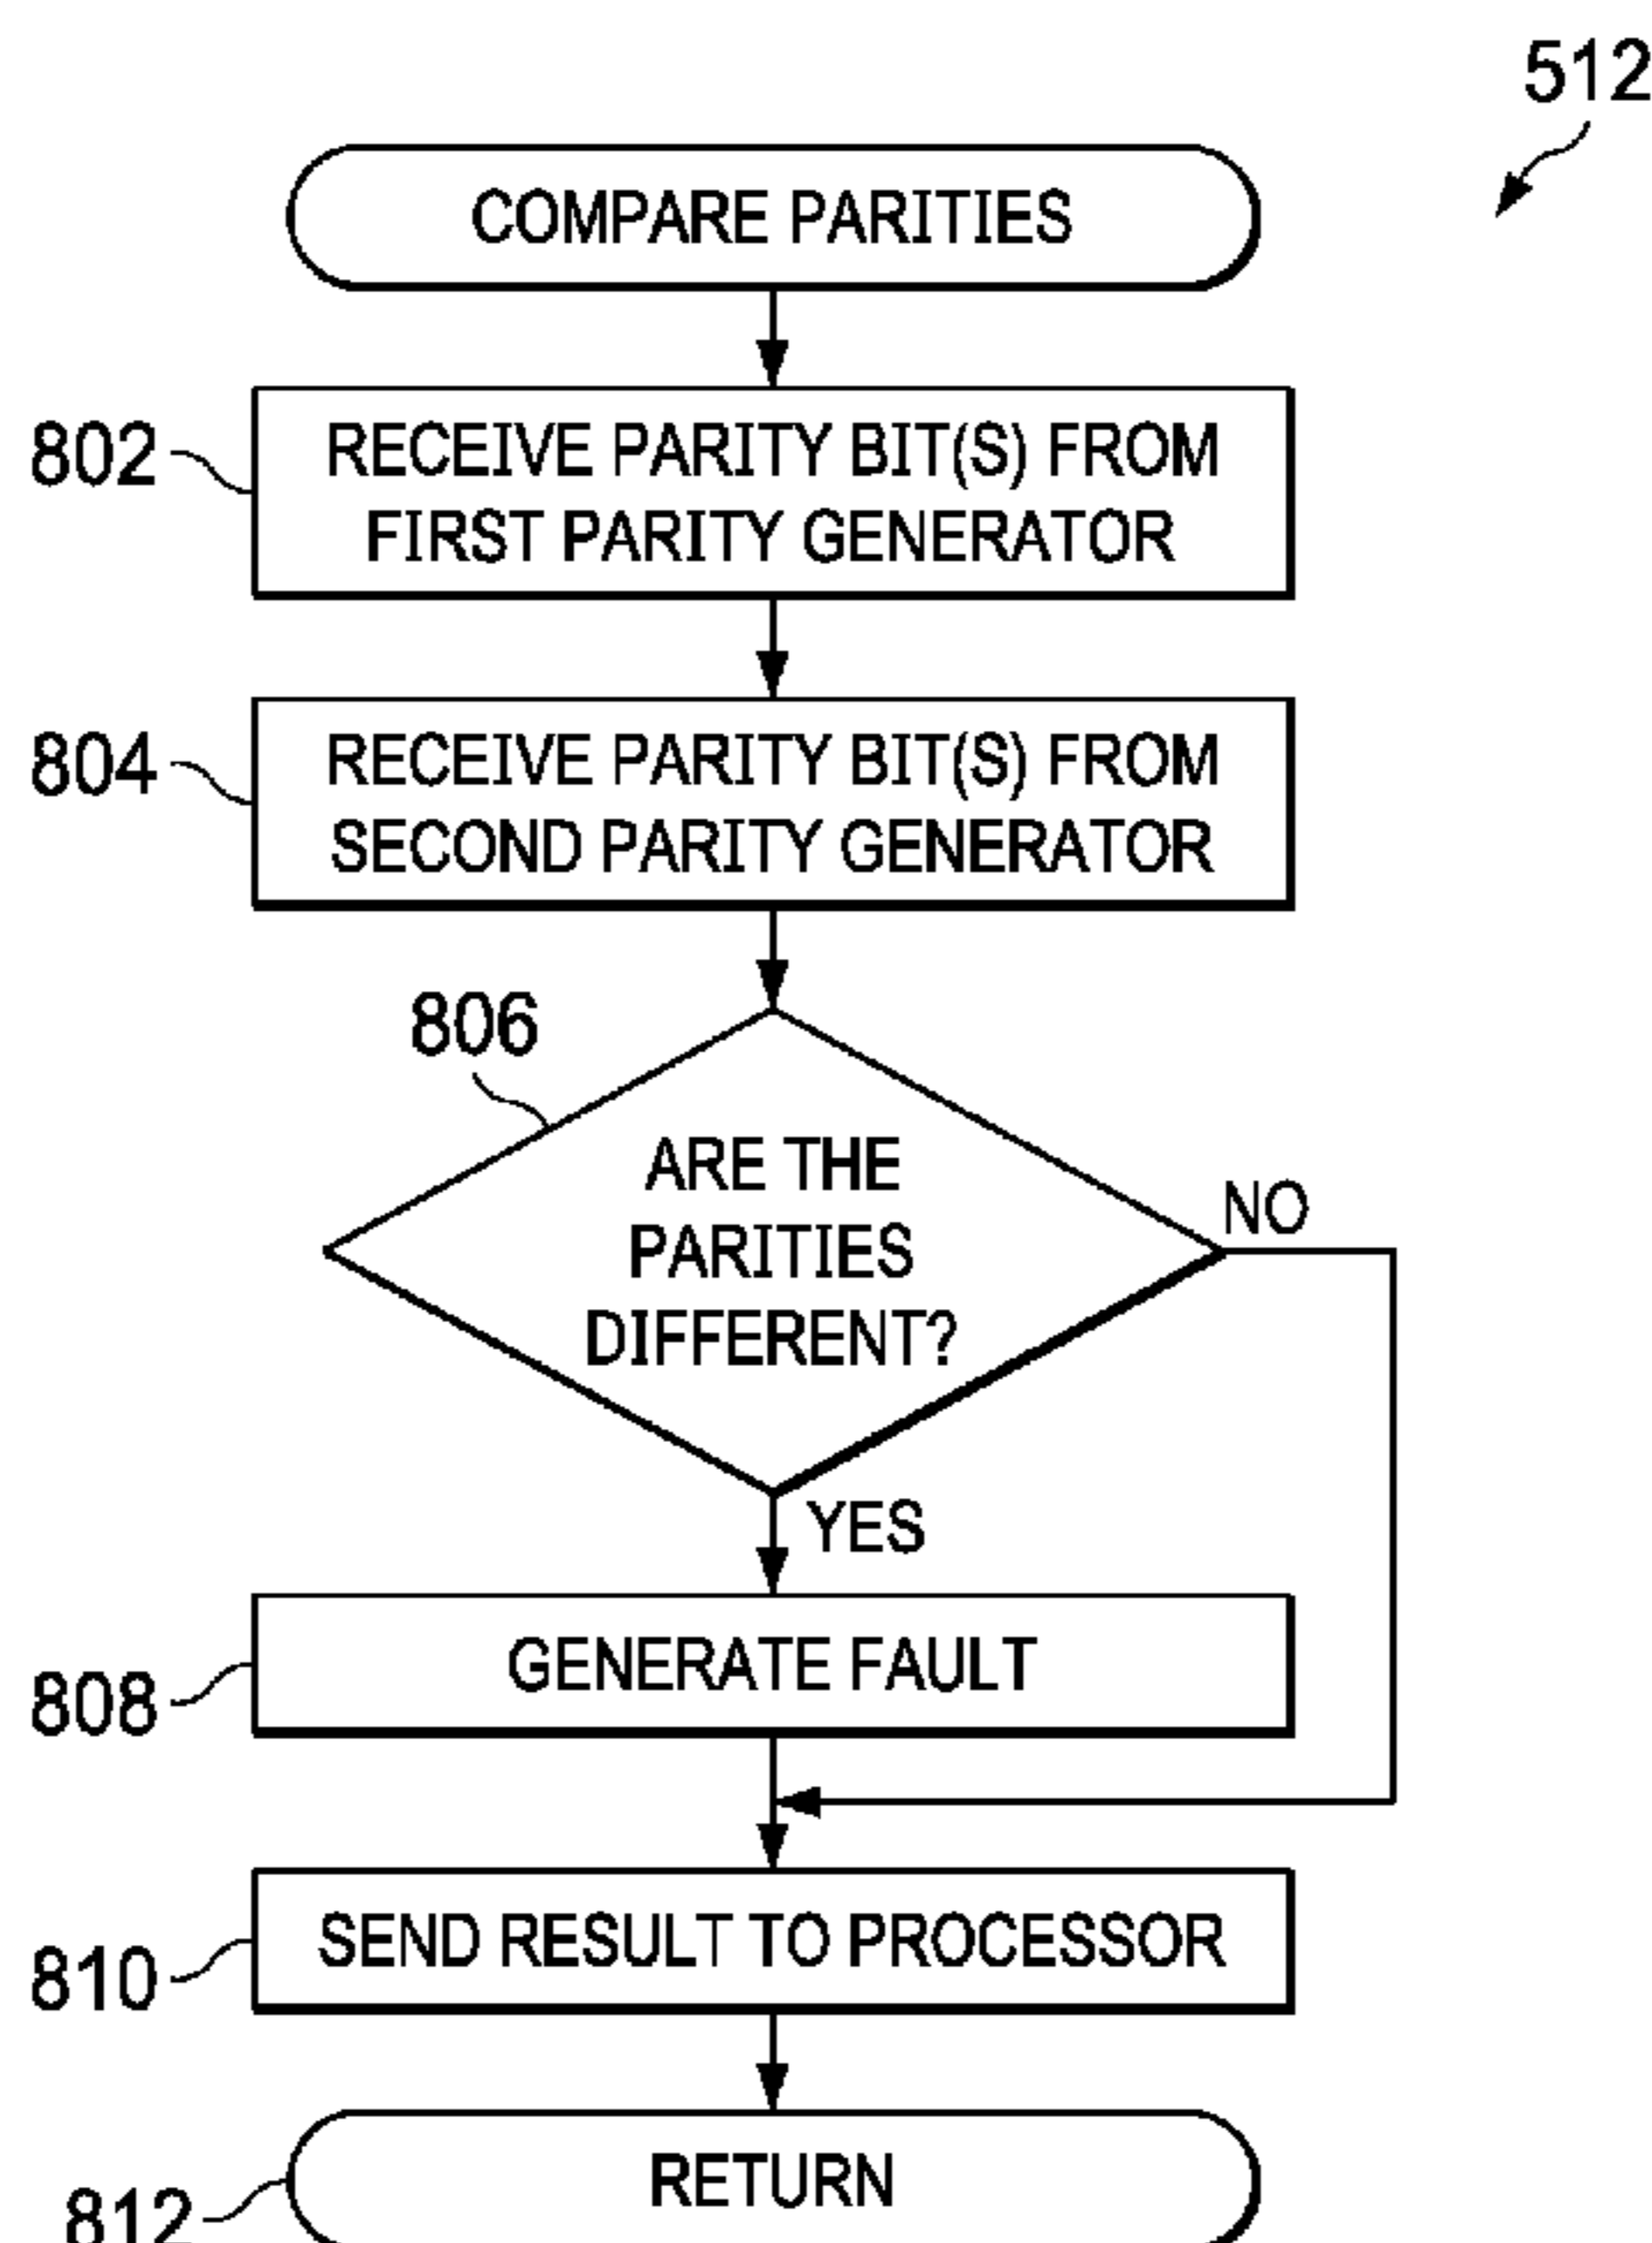 512
COMPARE PARITIES
802
RECEIVE PARITY BIT(S) FROM
FIRST PARITY GENERATOR
804
RECEIVE PARITY BIT(S) FROM
SECOND PARITY GENERATOR
806
ARE THE
PARITIES
DIFFERENT?
NO
YES
808
GENERATE FAULT
810
SEND RESULT TO PROCESSOR
812
RETURN